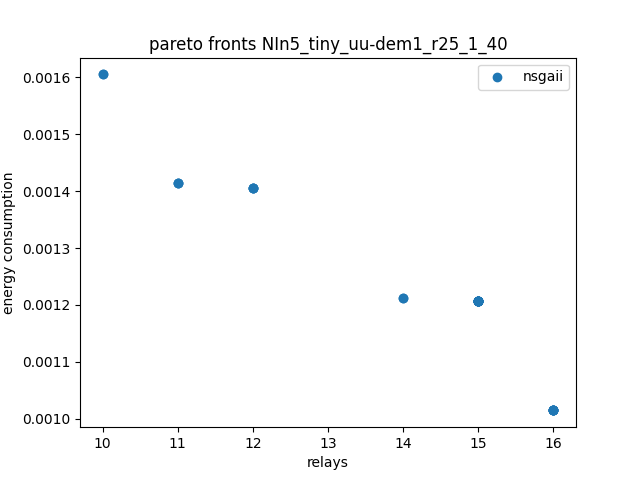 pareto fronts NIn5_tiny_uu-dem1_r25_1_40
nsgaii
energy consumption
0.0016
0.0015
0.0014
0.0013
0.0012
0.0011
0.0010
10 11 12 13 14 15 16
relays